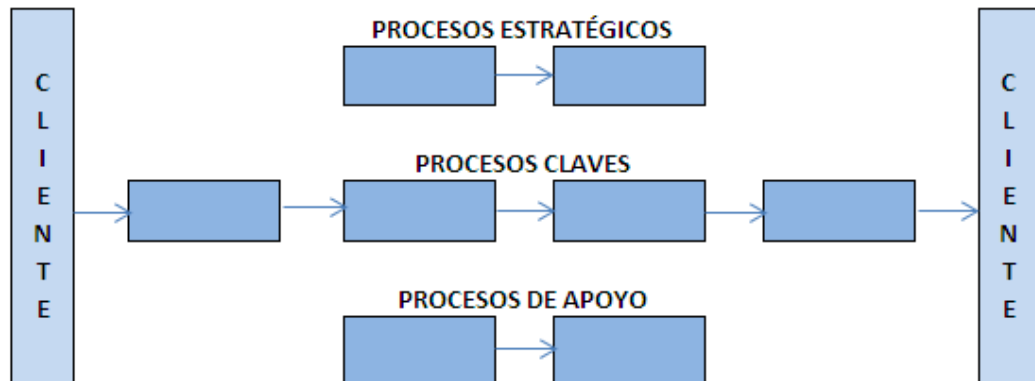 CLIENTE
PROCESOS ESTRATÉGICOS
PROCESOS CLAVES
PROCESOS DE APOYO
CLIENTE